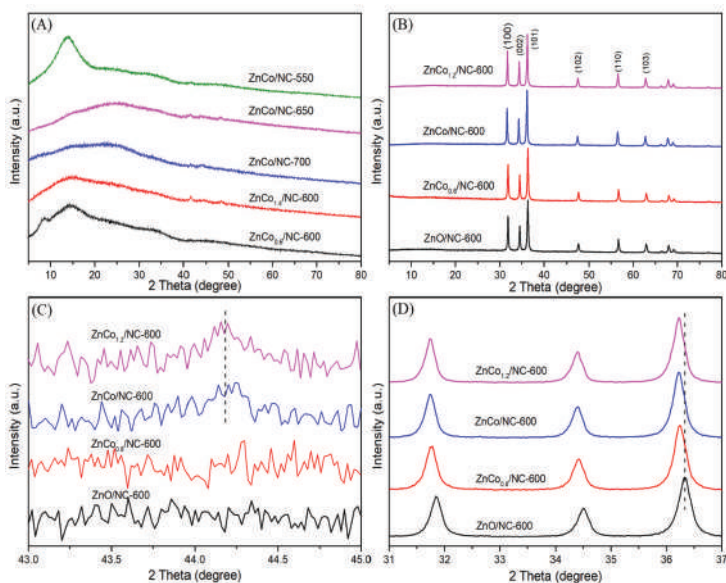 (A)
ZnCo/NC-550
ZnCo/NC-650
ZnCo/NC-700
ZnCo1.2/NC-600
ZnCo0.8/NC-600
Intensity (a.u.)
10 20 30 40 50 60 70 80
2 Theta (degree)
(B)
(100)
(002)
(101)
(102)
(110)
(103)
ZnCo1.2/NC-600
ZnCo/NC-600
ZnCo0.8/NC-600
ZnO/NC-600
Intensity (a.u.)
10 20 30 40 50 60 70 80
2 Theta (degree)
(C)
ZnCo1.2/NC-600
ZnCo/NC-600
ZnCo0.8/NC-600
ZnO/NC-600
Intensity (a.u.)
43.0 43.5 44.0 44.5 45.0
2 Theta (degree)
(D)
ZnCo1.2/NC-600
ZnCo/NC-600
ZnCo0.8/NC-600
ZnO/NC-600
Intensity (a.u.)
31 32 33 34 35 36 37
2 Theta (degree)